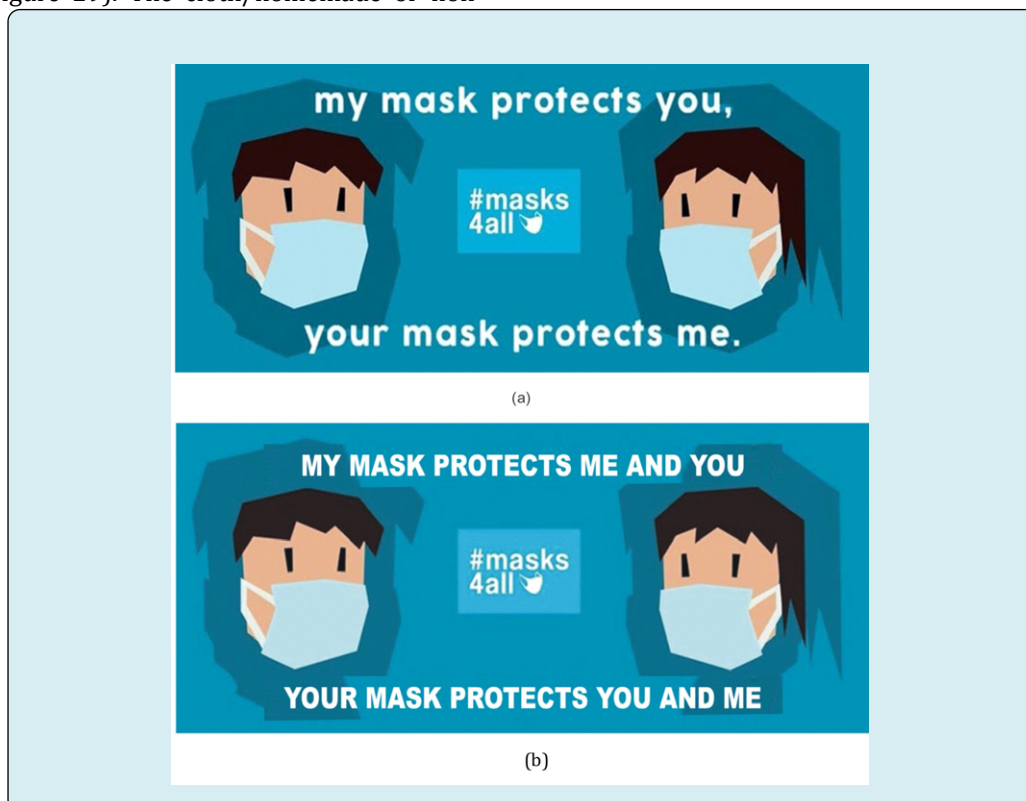 my mask protects you,
#masks
4all
your mask protects me.
(a)
MY MASK PROTECTS ME AND YOU
#masks
4all
YOUR MASK PROTECTS YOU AND ME
(b)